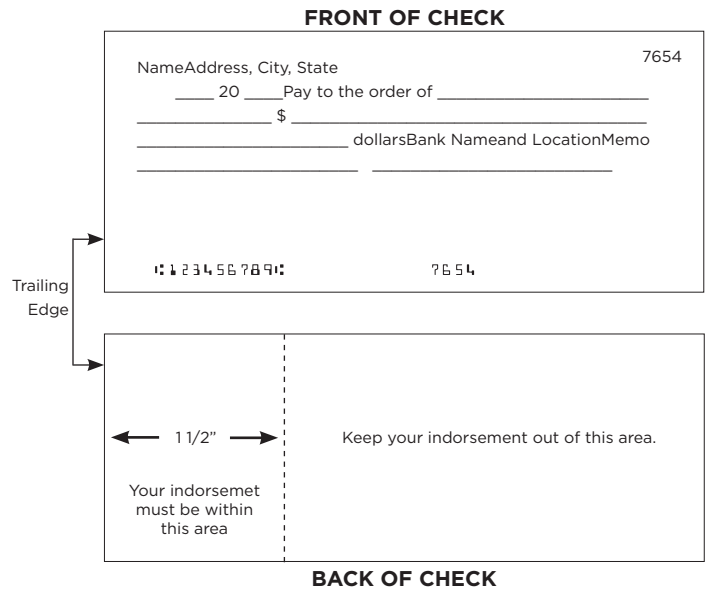 FRONT OF CHECK
7654
NameAddress, City, State
____ 20 ____Pay to the order of ______________________
______________ $ _____________________________________
______________________ dollarsBank Nameand LocationMemo
_______________________ _________________________
Trailing
Edge
⑆123456789⑆ 7654
1 1/2”
Keep your indorsement out of this area.
Your indorsemet
must be within
this area
BACK OF CHECK